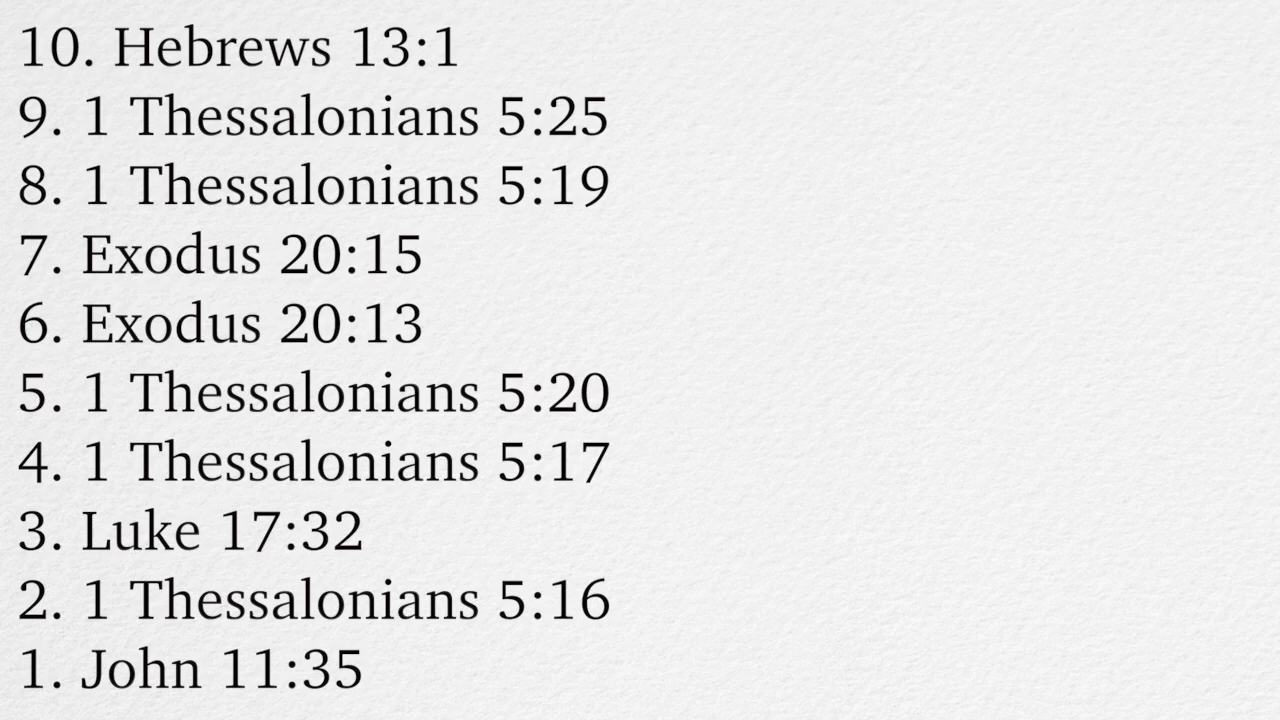 10. Hebrews 13:1
9. 1 Thessalonians 5:25
8. 1 Thessalonians 5:19
7. Exodus 20:15
6. Exodus 20:13
5. 1 Thessalonians 5:20
4. 1 Thessalonians 5:17
3. Luke 17:32
2. 1 Thessalonians 5:16
1. John 11:35